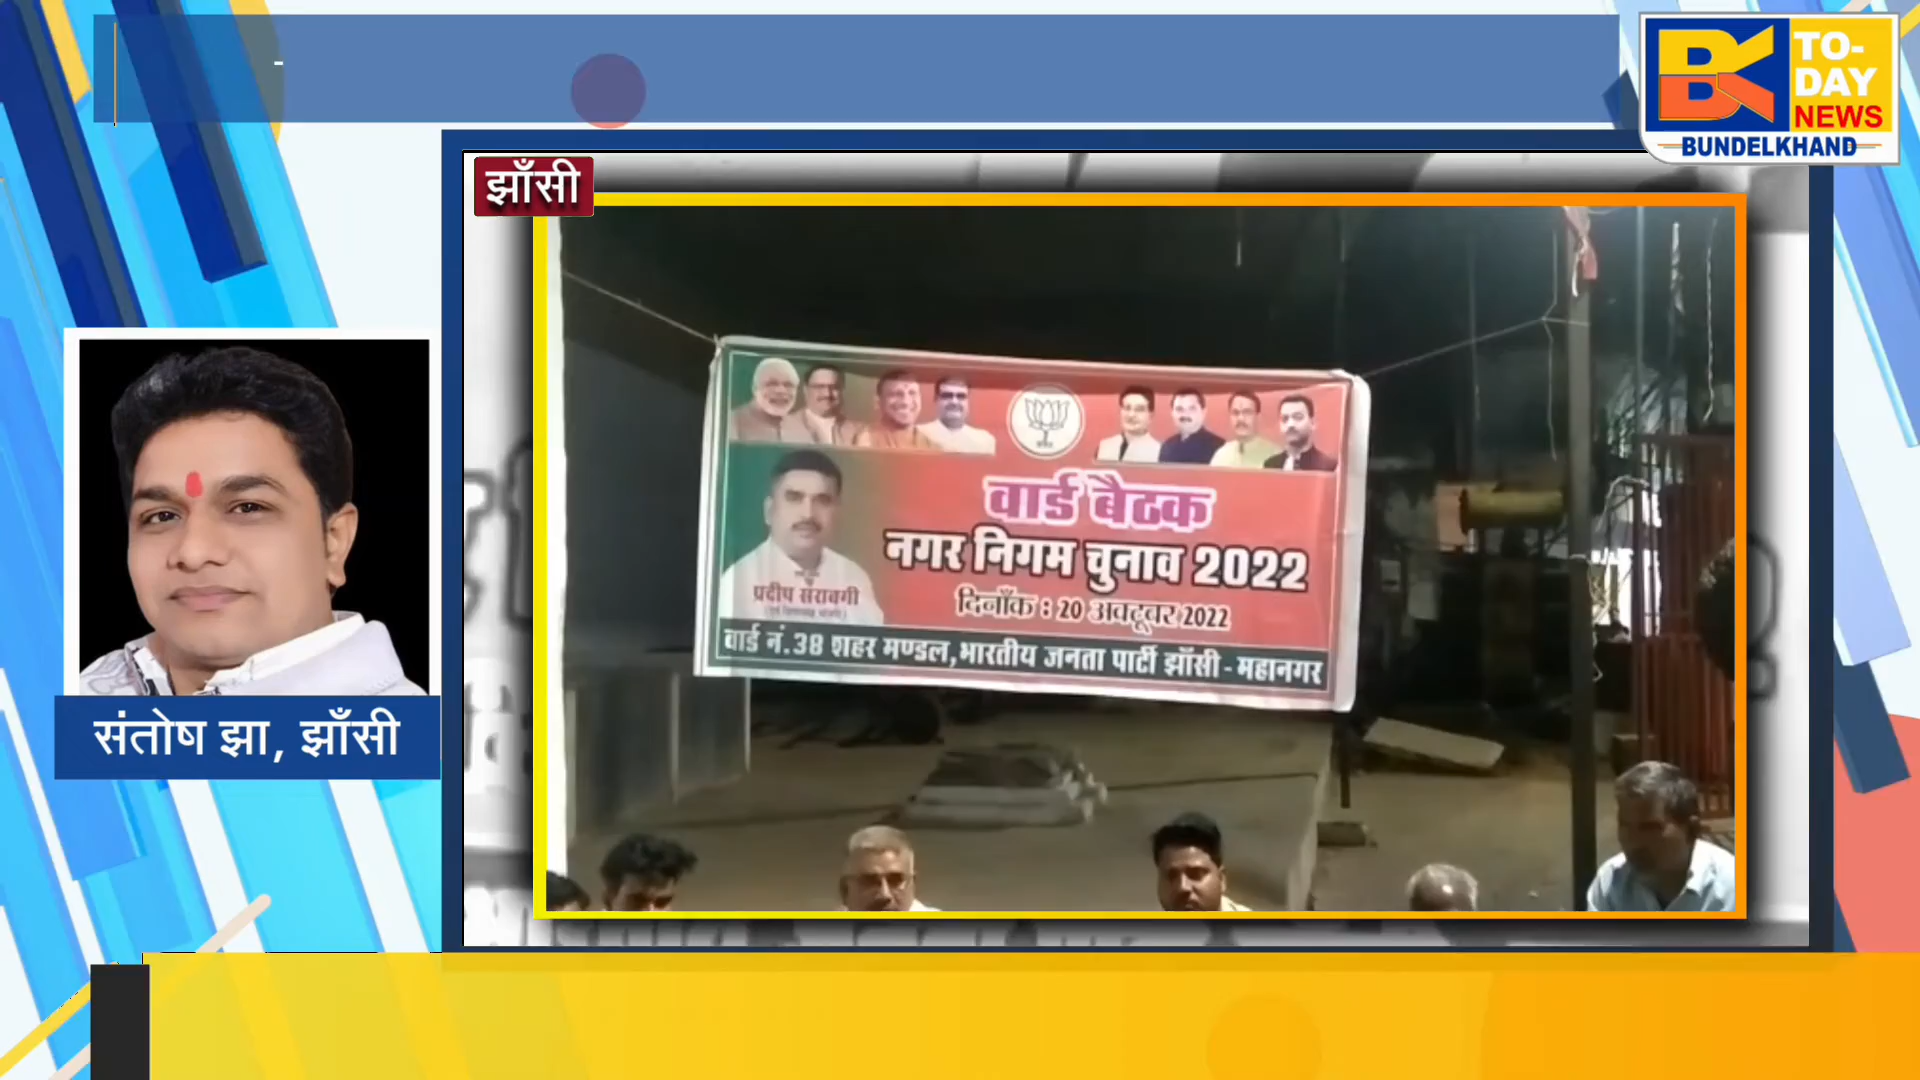 -
TO-
BK DAY
NEWS
BUNDELKHAND
झाँसी
वार्ड बैठक
नगर निगम चुनाव 2022
प्रदीप सरावगी
दिनाँक : 20 अक्टूबर 2022
वार्ड नं.38 शहर मण्डल,भारतीय जनता पार्टी झाँसी - महानगर
संतोष झा, झाँसी